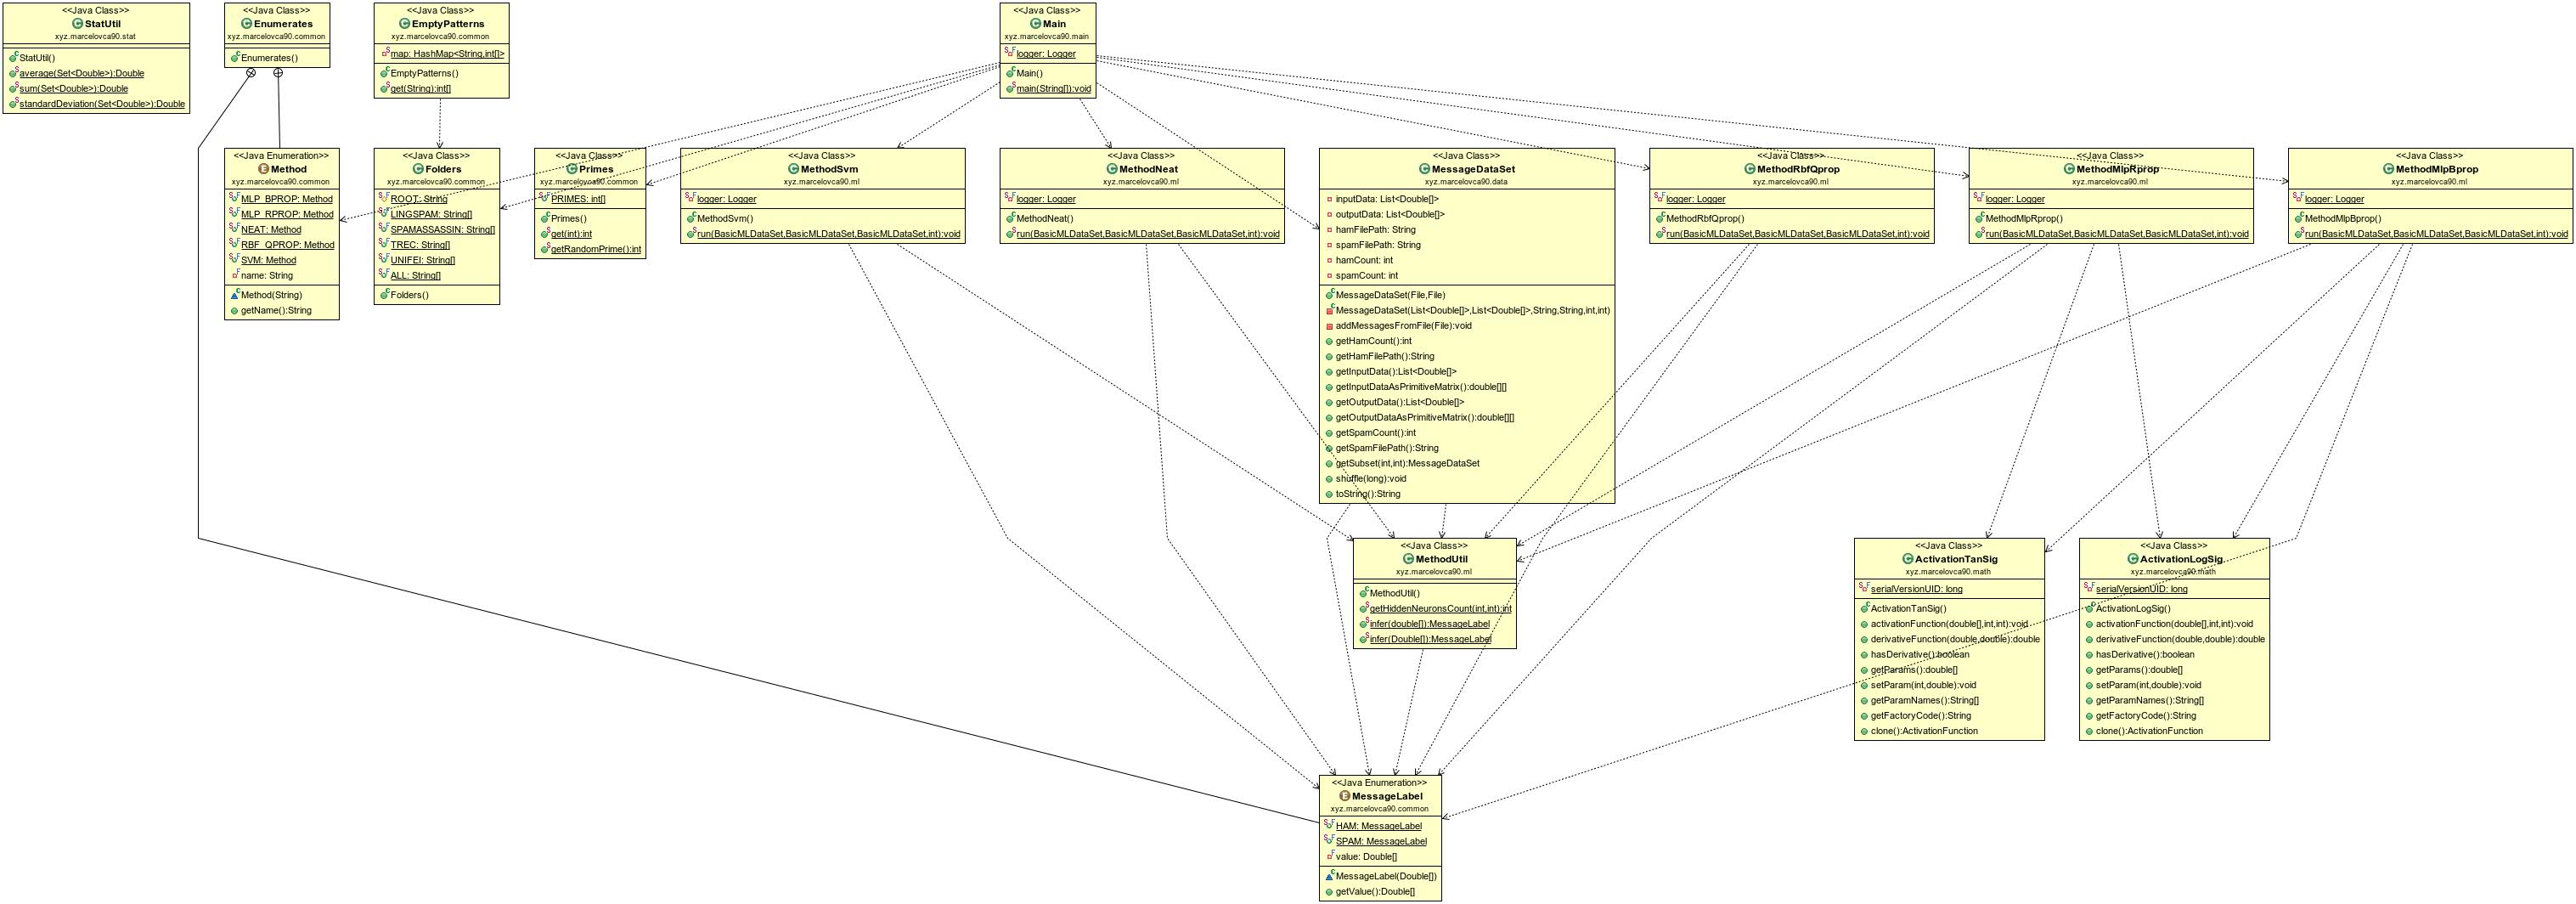 <<Java Class>>
StatUtil
xyz.marcelovca90.stat
StatUtil()
average(Set<Double>):Double
sum(Set<Double>):Double
standardDeviation(Set<Double>):Double
<<Java Class>>
Enumerates
xyz.marcelovca90.common
Enumerates()
<<Java Class>>
EmptyPatterns
xyz.marcelovca90.common
map: HashMap<String,int[]>
EmptyPatterns()
get(String):int[]
<<Java Class>>
Main
xyz.marcelovca90.main
logger: Logger
Main()
main(String[]):void
<<Java Enumeration>>
Method
xyz.marcelovca90.common
MLP_BPROP: Method
MLP_RPROP: Method
NEAT: Method
RBF_QPROP: Method
SVM: Method
name: String
Method(String)
getName():String
<<Java Class>>
Folders
xyz.marcelovca90.common
ROOT: String
LINGSPAM: String[]
SPAMASSASSIN: String[]
TREC: String[]
UNIFEI: String[]
ALL: String[]
Folders()
<<Java Class>>
Primes
xyz.marcelovca90.common
PRIMES: int[]
Primes()
get(int):int
getRandomPrime():int
<<Java Class>>
MethodSvm
xyz.marcelovca90.ml
logger: Logger
MethodSvm()
run(BasicMLDataSet,BasicMLDataSet,BasicMLDataSet,int):void
<<Java Class>>
MethodNeat
xyz.marcelovca90.ml
logger: Logger
MethodNeat()
run(BasicMLDataSet,BasicMLDataSet,BasicMLDataSet,int):void
<<Java Class>>
MessageDataSet
xyz.marcelovca90.data
inputData: List<Double[]>
outputData: List<Double[]>
hamFilePath: String
spamFilePath: String
hamCount: int
spamCount: int
MessageDataSet(File,File)
MessageDataSet(List<Double[]>,List<Double[]>,String,String,int,int)
addMessagesFromFile(File):void
getHamCount():int
getHamFilePath():String
getInputData():List<Double[]>
getInputDataAsPrimitiveMatrix():double[][]
getOutputData():List<Double[]>
getOutputDataAsPrimitiveMatrix():double[][]
getSpamCount():int
getSpamFilePath():String
getSubset(int,int):MessageDataSet
shuffle(long):void
toString():String
<<Java Class>>
MethodRbfQprop
xyz.marcelovca90.ml
logger: Logger
MethodRbfQprop()
run(BasicMLDataSet,BasicMLDataSet,BasicMLDataSet,int):void
<<Java Class>>
MethodMlpRprop
xyz.marcelovca90.ml
logger: Logger
MethodMlpRprop()
run(BasicMLDataSet,BasicMLDataSet,BasicMLDataSet,int):void
<<Java Class>>
MethodMlpBprop
xyz.marcelovca90.ml
logger: Logger
MethodMlpBprop()
run(BasicMLDataSet,BasicMLDataSet,BasicMLDataSet,int):void
<<Java Class>>
MethodUtil
xyz.marcelovca90.ml
MethodUtil()
getHiddenNeuronsCount(int,int):int
infer(double[]):MessageLabel
infer(Double[]):MessageLabel
<<Java Class>>
ActivationTanSig
xyz.marcelovca90.math
serialVersionUID: long
ActivationTanSig()
activationFunction(double[],int,int):void
derivativeFunction(double,double):double
hasDerivative():boolean
getParams():double[]
setParam(int,double):void
getParamNames():String[]
getFactoryCode():String
clone():ActivationFunction
<<Java Class>>
ActivationLogSig
xyz.marcelovca90.math
serialVersionUID: long
ActivationLogSig()
activationFunction(double[],int,int):void
derivativeFunction(double,double):double
hasDerivative():boolean
getParams():double[]
setParam(int,double):void
getParamNames():String[]
getFactoryCode():String
clone():ActivationFunction
<<Java Enumeration>>
MessageLabel
xyz.marcelovca90.common
HAM: MessageLabel
SPAM: MessageLabel
value: Double[]
MessageLabel(Double[])
getValue():Double[]